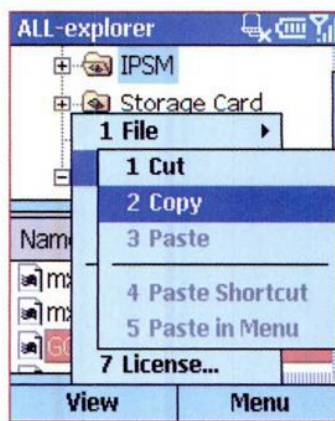 ALL-explorer
IPSM
Storage Card
1 File
1 Cut
2 Copy
3 Paste
4 Paste Shortcut
5 Paste in Menu
7 License...
View Menu